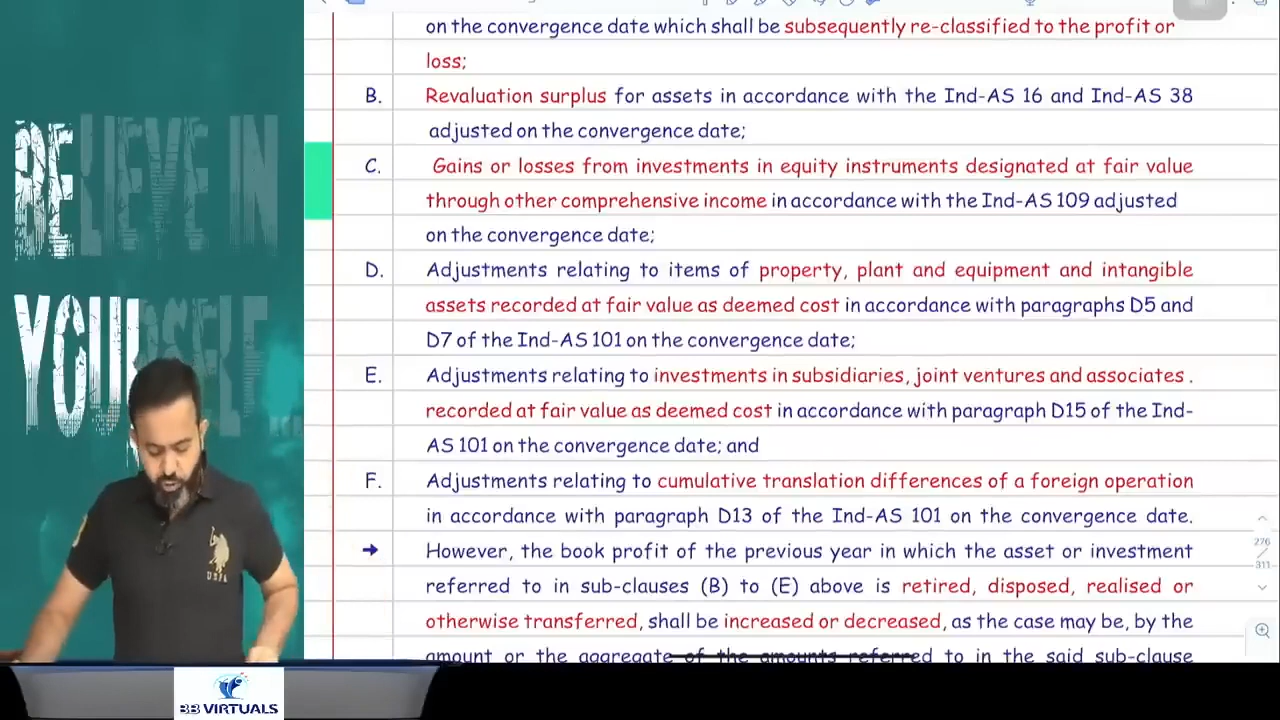 on the convergence date which shall be subsequently re-classified to the profit or
loss;
B. Revaluation surplus for assets in accordance with the Ind-AS 16 and Ind-AS 38
adjusted on the convergence date;
C. Gains or losses from investments in equity instruments designated at fair value
through other comprehensive income in accordance with the Ind-AS 109 adjusted
on the convergence date;
D. Adjustments relating to items of property, plant and equipment and intangible
assets recorded at fair value as deemed cost in accordance with paragraphs D5 and
D7 of the Ind-AS 101 on the convergence date;
E. Adjustments relating to investments in subsidiaries, joint ventures and associates .
recorded at fair value as deemed cost in accordance with paragraph D15 of the Ind-
AS 101 on the convergence date; and
F. Adjustments relating to cumulative translation differences of a foreign operation
in accordance with paragraph D13 of the Ind-AS 101 on the convergence date.
➔ However, the book profit of the previous year in which the asset or investment
referred to in sub-clauses (B) to (E) above is retired, disposed, realised or
otherwise transferred, shall be increased or decreased, as the case may be, by the
amount or the aggregate of the amounts referred to in the said sub-clause
276
311
BELIEVE IN
YOURSELF
USPA
BB VIRTUALS